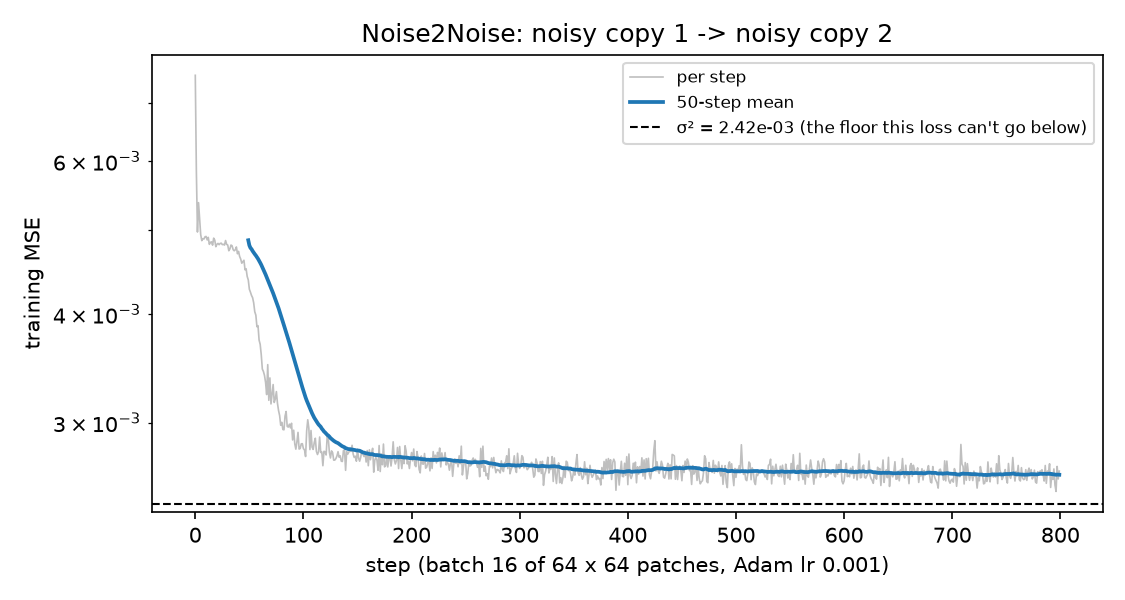 Noise2Noise: noisy copy 1 -> noisy copy 2
per step
50-step mean
σ² = 2.42e-03 (the floor this loss can't go below)
training MSE
6 × 10⁻³
4 × 10⁻³
3 × 10⁻³
0 100 200 300 400 500 600 700 800
step (batch 16 of 64 x 64 patches, Adam lr 0.001)